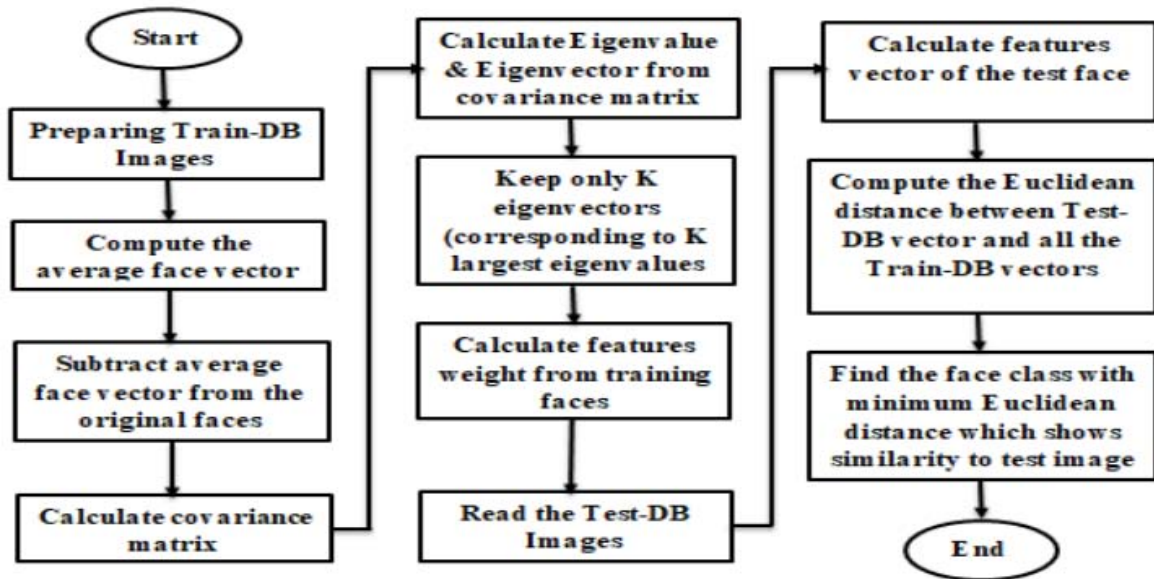 Start
Preparing Train-DB
Images
Compute the
average face vector
Subtract average
face vector from the
original faces
Calculate covariance
matrix
Calculate Eigenvalue
& Eigenvector from
covariance matrix
Keep only K
eigenvectors
(corresponding to K
largest eigenvalues
Calculate features
weight from training
faces
Read the Test-DB
Images
Calculate features
vector of the test face
Compute the Euclidean
distance between Test-
DB vector and all the
Train-DB vectors
Find the face class with
minimum Euclidean
distance which shows
similarity to test image
End